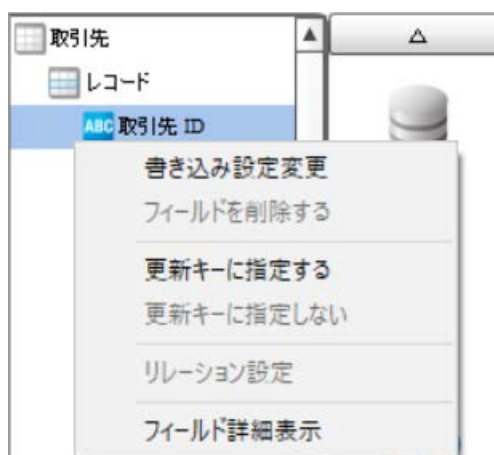 取引先
レコード
ABC 取引先 ID
書き込み設定変更
フィールドを削除する
更新キーに指定する
更新キーに指定しない
リレーション設定
フィールド詳細表示